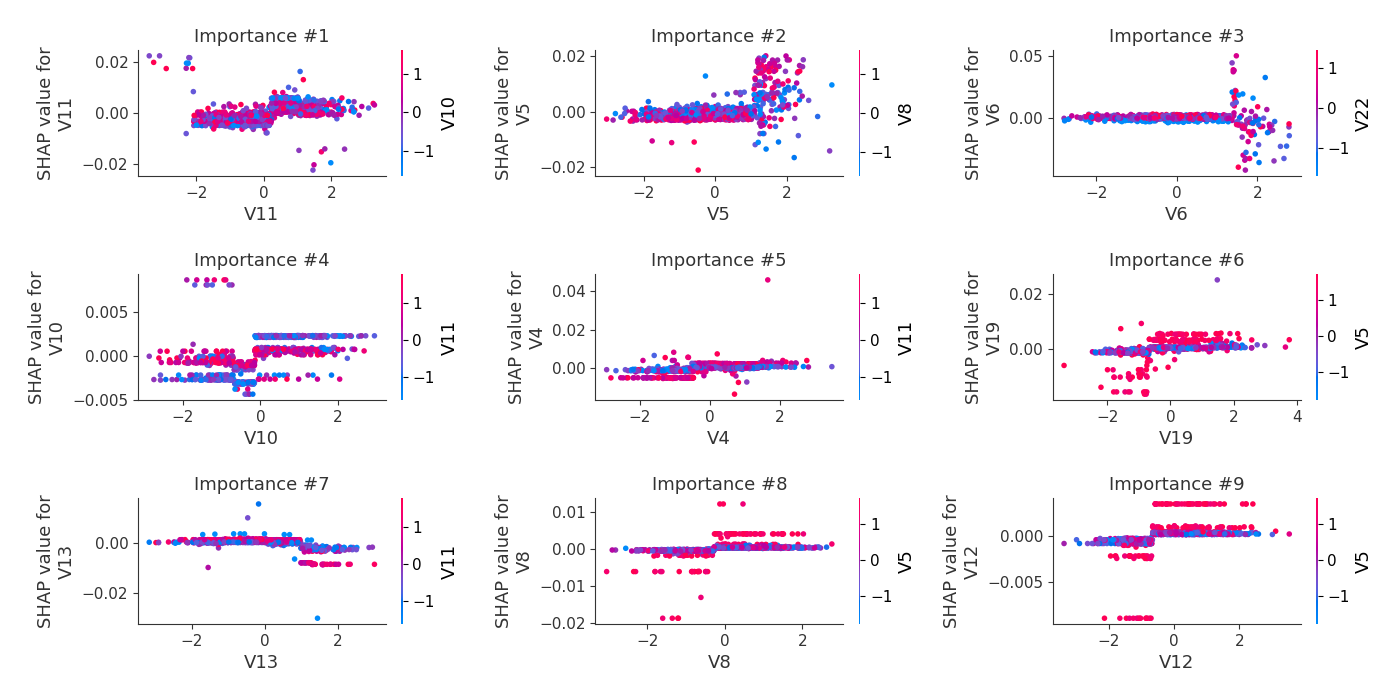 Importance #1
SHAP value for
V11
0.02
0.00
−0.02
−2
0
2
V11
1
0
−1
V10
Importance #2
SHAP value for
V5
0.02
0.00
−0.02
−2
0
2
V5
1
0
−1
V8
Importance #3
SHAP value for
V6
0.05
0.00
−2
0
2
V6
1
0
−1
V22
Importance #4
SHAP value for
V10
0.005
0.000
−0.005
−2
0
2
V10
1
0
−1
V11
Importance #5
SHAP value for
V4
0.04
0.02
0.00
−2
0
2
V4
1
0
−1
V11
Importance #6
SHAP value for
V19
0.02
0.00
−2
0
2
4
V19
1
0
−1
V5
Importance #7
SHAP value for
V13
0.00
−0.02
−2
0
2
V13
1
0
−1
V11
Importance #8
SHAP value for
V8
0.01
0.00
−0.01
−0.02
−2
0
2
V8
1
0
−1
V5
Importance #9
SHAP value for
V12
0.000
−0.005
−2
0
2
V12
1
0
−1
V5